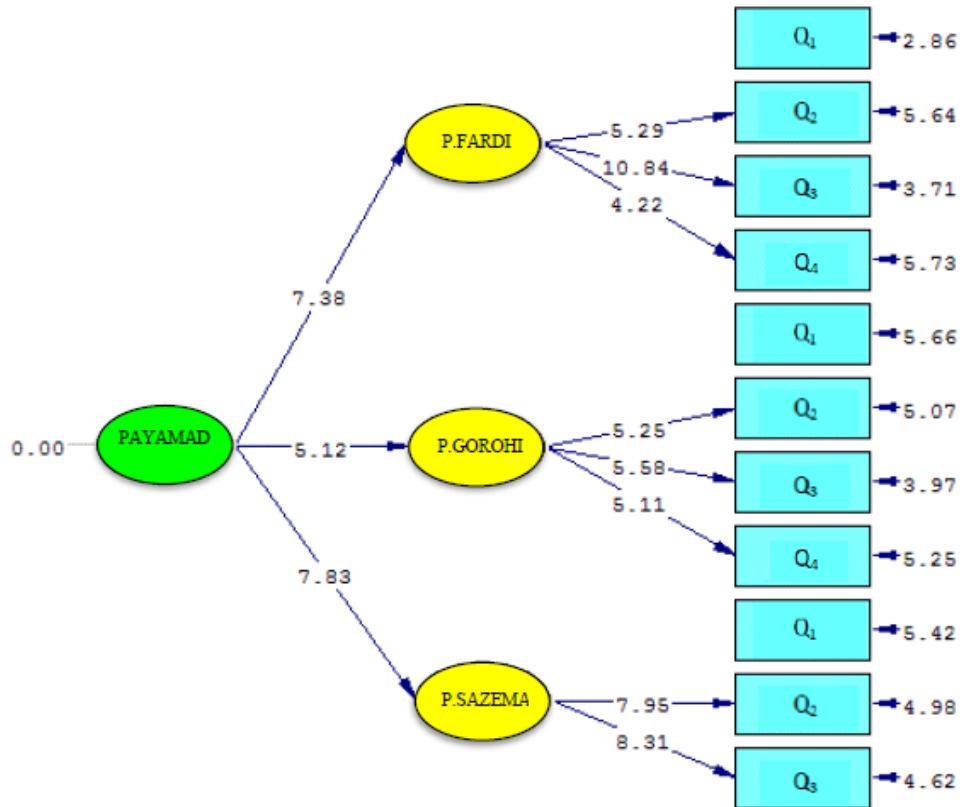 Q₁
2.86
P.FARDI
5.29
Q₂
5.64
10.84
Q₃
3.71
4.22
Q₄
5.73
7.38
Q₁
5.66
0.00
PAYAMAD
5.12
P.GOROHI
5.25
Q₂
5.07
5.58
Q₃
3.97
5.11
Q₄
5.25
7.83
Q₁
5.42
P.SAZEMA
7.95
Q₂
4.98
8.31
Q₃
4.62